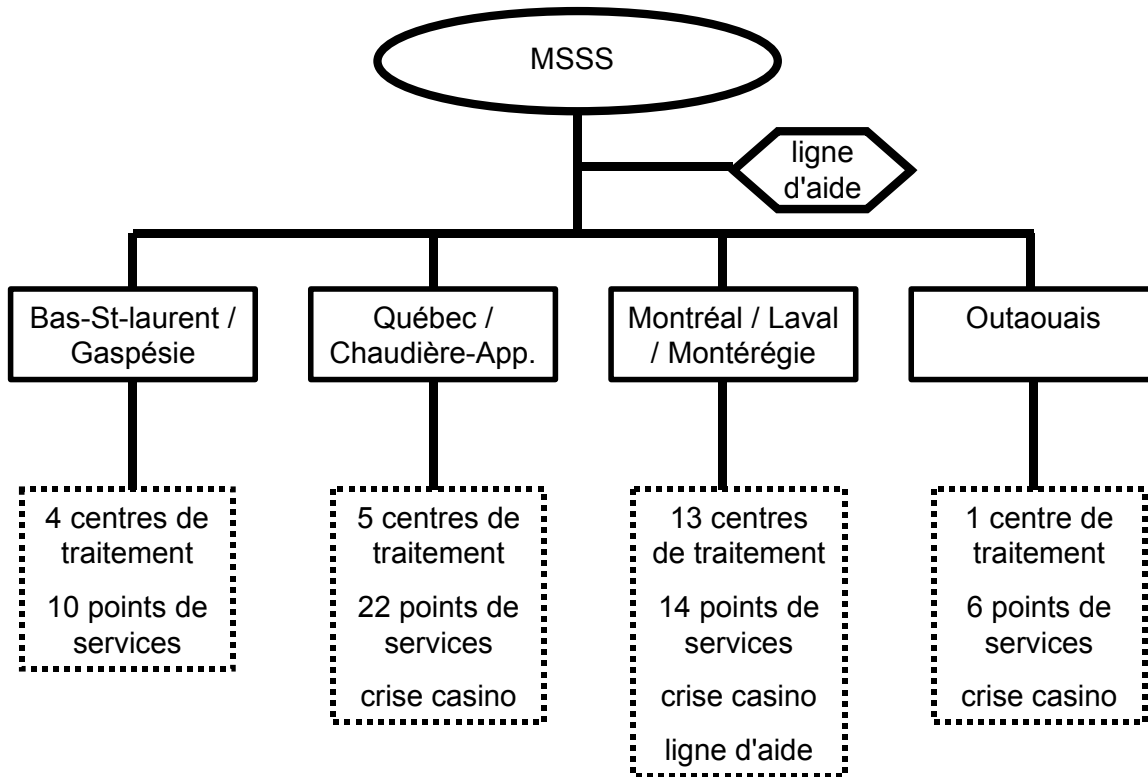 MSSS
ligne
d'aide
Bas-St-laurent /
Gaspésie
Québec /
Chaudière-App.
Montréal / Laval
/ Montérégie
Outaouais
4 centres de
traitement
10 points de
services
5 centres de
traitement
22 points de
services
crise casino
13 centres
de traitement
14 points de
services
crise casino
ligne d'aide
1 centre de
traitement
6 points de
services
crise casino